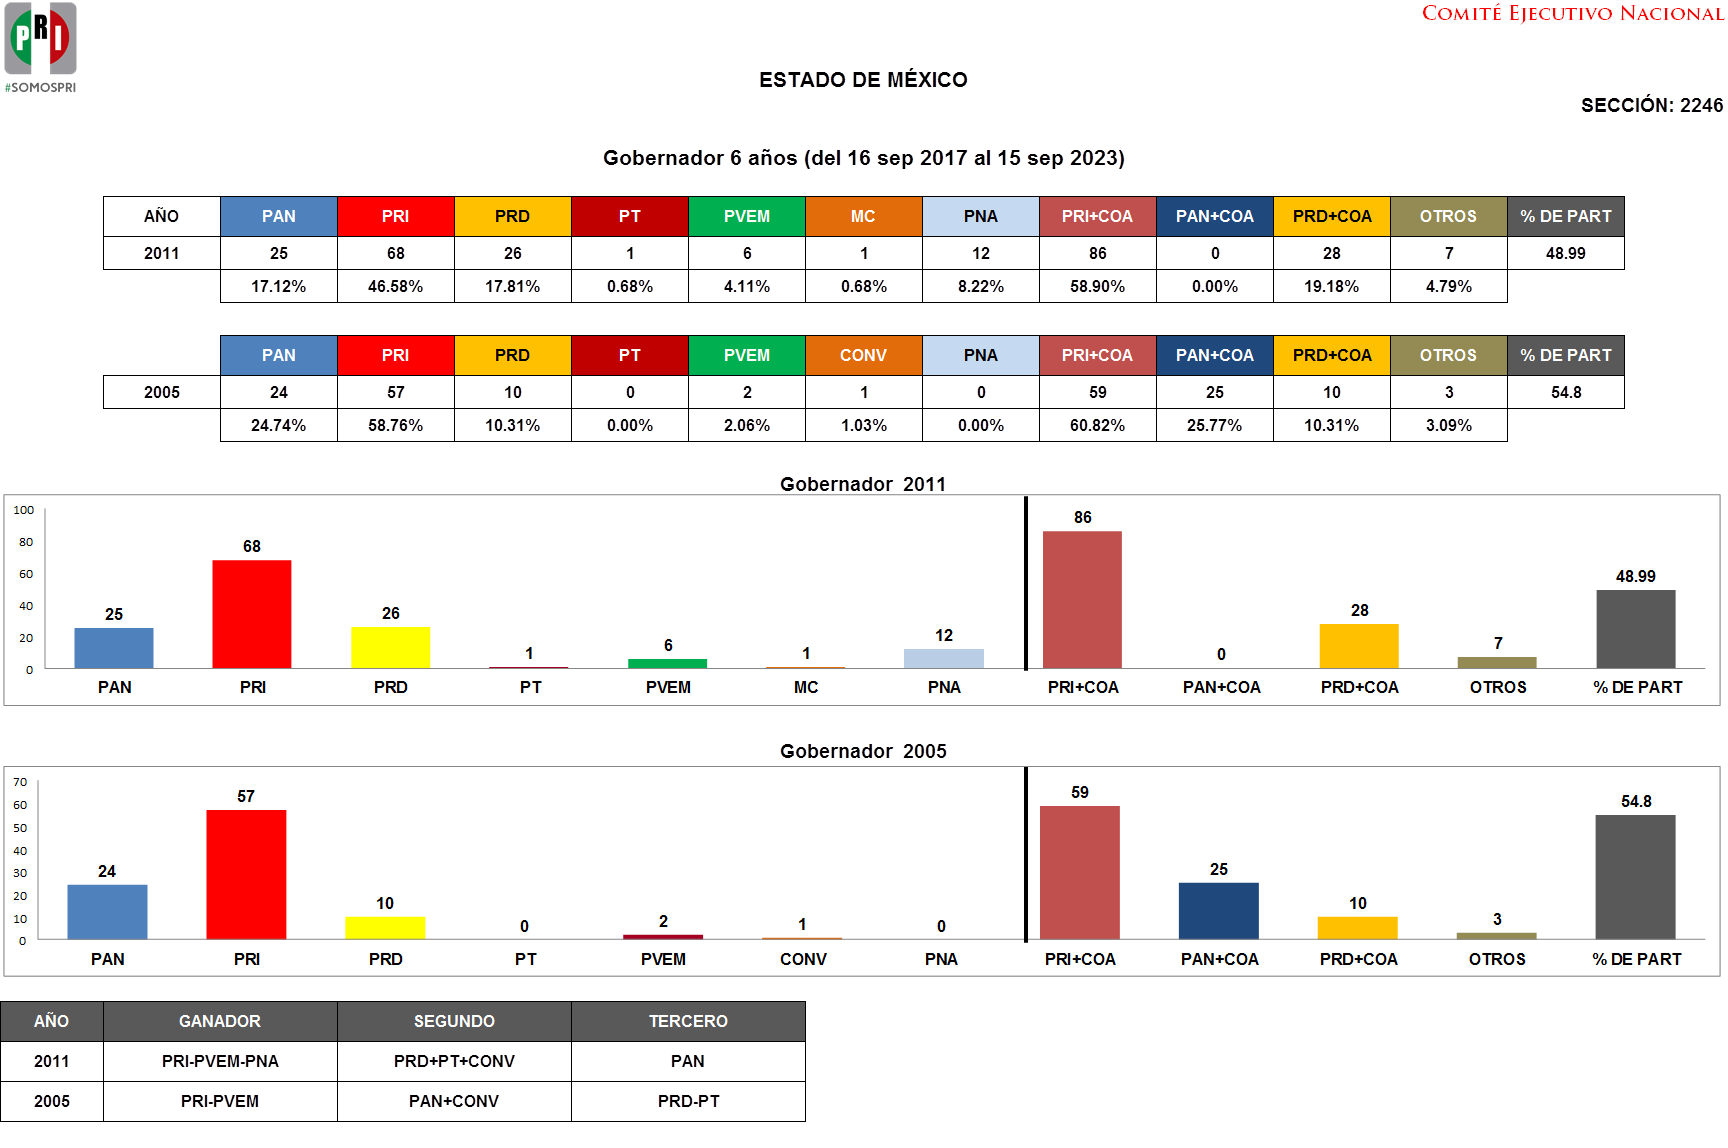 PRI
#SOMOSPRI
COMITÉ EJECUTIVO NACIONAL
ESTADO DE MÉXICO
SECCIÓN: 2246
Gobernador 6 años (del 16 sep 2017 al 15 sep 2023)
AÑO PAN PRI PRD PT PVEM MC PNA PRI+COA PAN+COA PRD+COA OTROS % DE PART
2011 25 68 26 1 6 1 12 86 0 28 7 48.99
17.12% 46.58% 17.81% 0.68% 4.11% 0.68% 8.22% 58.90% 0.00% 19.18% 4.79%
PAN PRI PRD PT PVEM CONV PNA PRI+COA PAN+COA PRD+COA OTROS % DE PART
2005 24 57 10 0 2 1 0 59 25 10 3 54.8
24.74% 58.76% 10.31% 0.00% 2.06% 1.03% 0.00% 60.82% 25.77% 10.31% 3.09%
Gobernador 2011
100
80
60
40
20
0
25 68 26 1 6 1 12 86 0 28 7 48.99
PAN PRI PRD PT PVEM MC PNA PRI+COA PAN+COA PRD+COA OTROS % DE PART
Gobernador 2005
70
60
50
40
30
20
10
0
24 57 10 0 2 1 0 59 25 10 3 54.8
PAN PRI PRD PT PVEM CONV PNA PRI+COA PAN+COA PRD+COA OTROS % DE PART
AÑO GANADOR SEGUNDO TERCERO
2011 PRI-PVEM-PNA PRD+PT+CONV PAN
2005 PRI-PVEM PAN+CONV PRD-PT